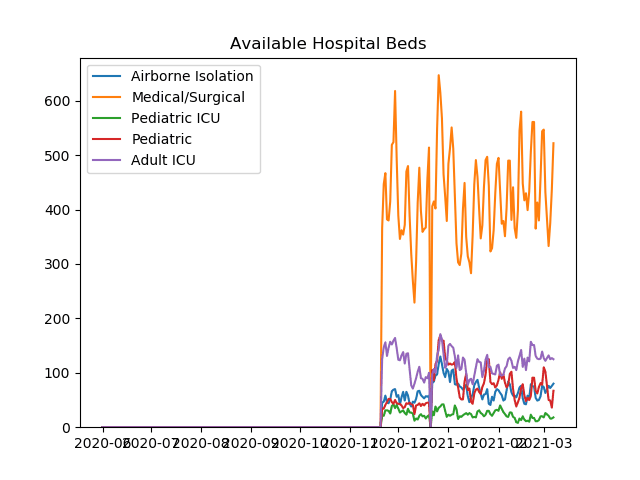 Available Hospital Beds
Airborne Isolation
Medical/Surgical
Pediatric ICU
Pediatric
Adult ICU
600
500
400
300
200
100
0
2020-06 2020-07 2020-08 2020-09 2020-10 2020-11 2020-12 2021-01 2021-02 2021-03